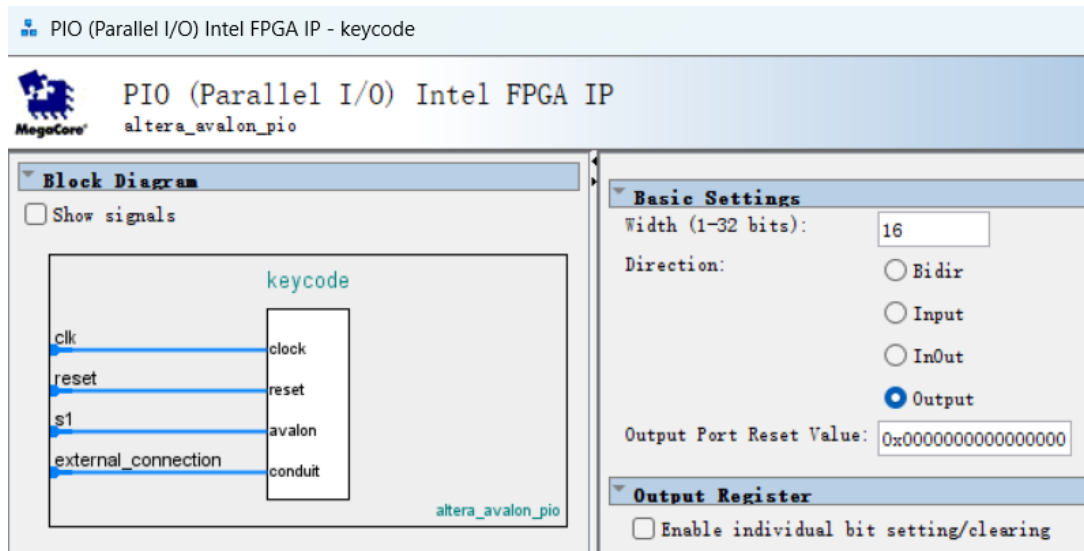 PIO (Parallel I/O) Intel FPGA IP - keycode
PIO (Parallel I/O) Intel FPGA IP
altera_avalon_pio
MegaCore®
Block Diagram
Show signals
keycode
clk
clock
reset
reset
s1
avalon
external_connection
conduit
altera_avalon_pio
Basic Settings
Width (1-32 bits): 16
Direction: Bidir
Input
InOut
Output
Output Port Reset Value: 0x0000000000000000
Output Register
Enable individual bit setting/clearing